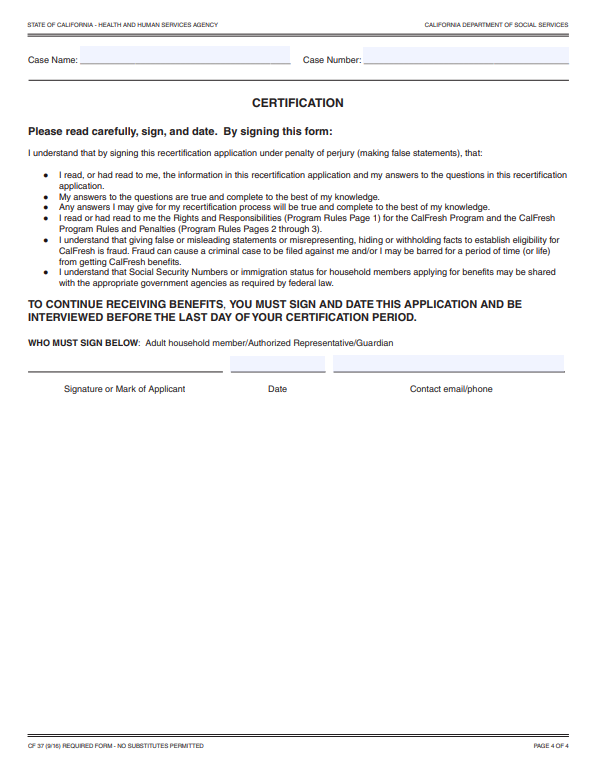 STATE OF CALIFORNIA - HEALTH AND HUMAN SERVICES AGENCY CALIFORNIA DEPARTMENT OF SOCIAL SERVICES
Case Name: Case Number:
CERTIFICATION
Please read carefully, sign, and date. By signing this form:
I understand that by signing this recertification application under penalty of perjury (making false statements), that:
● I read, or had read to me, the information in this recertification application and my answers to the questions in this recertification
application.
● My answers to the questions are true and complete to the best of my knowledge.
● Any answers I may give for my recertification process will be true and complete to the best of my knowledge.
● I read or had read to me the Rights and Responsibilities (Program Rules Page 1) for the CalFresh Program and the CalFresh
Program Rules and Penalties (Program Rules Pages 2 through 3).
● I understand that giving false or misleading statements or misrepresenting, hiding or withholding facts to establish eligibility for
CalFresh is fraud. Fraud can cause a criminal case to be filed against me and/or I may be barred for a period of time (or life)
from getting CalFresh benefits.
● I understand that Social Security Numbers or immigration status for household members applying for benefits may be shared
with the appropriate government agencies as required by federal law.
TO CONTINUE RECEIVING BENEFITS, YOU MUST SIGN AND DATE THIS APPLICATION AND BE
INTERVIEWED BEFORE THE LAST DAY OF YOUR CERTIFICATION PERIOD.
WHO MUST SIGN BELOW: Adult household member/Authorized Representative/Guardian
Signature or Mark of Applicant Date Contact email/phone
CF 37 (9/16) REQUIRED FORM - NO SUBSTITUTES PERMITTED PAGE 4 OF 4